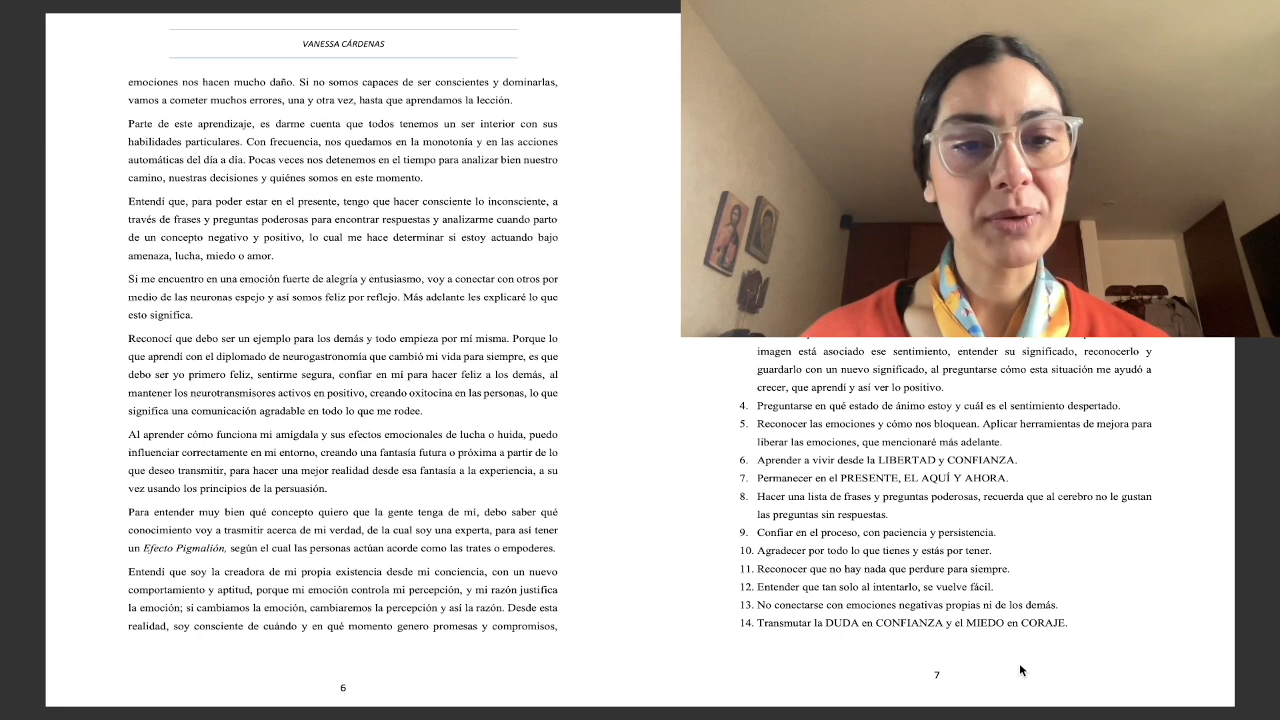 VANESSA CÁRDENAS
emociones nos hacen mucho daño. Si no somos capaces de ser conscientes y dominarlas,
vamos a cometer muchos errores, una y otra vez, hasta que aprendamos la lección.
Parte de este aprendizaje, es darme cuenta que todos tenemos un ser interior con sus
habilidades particulares. Con frecuencia, nos quedamos en la monotonía y en las acciones
automáticas del día a día. Pocas veces nos detenemos en el tiempo para analizar bien nuestro
camino, nuestras decisiones y quiénes somos en este momento.
Entendí que, para poder estar en el presente, tengo que hacer consciente lo inconsciente, a
través de frases y preguntas poderosas para encontrar respuestas y analizarme cuando parto
de un concepto negativo y positivo, lo cual me hace determinar si estoy actuando bajo
amenaza, lucha, miedo o amor.
Si me encuentro en una emoción fuerte de alegría y entusiasmo, voy a conectar con otros por
medio de las neuronas espejo y así somos feliz por reflejo. Más adelante les explicaré lo que
esto significa.
Reconocí que debo ser un ejemplo para los demás y todo empieza por mí misma. Porque lo
que aprendí con el diplomado de neurogastronomía que cambió mi vida para siempre, es que
debo ser yo primero feliz, sentirme segura, confiar en mí para hacer feliz a los demás, al
mantener los neurotransmisores activos en positivo, creando oxitocina en las personas, lo que
significa una comunicación agradable en todo lo que me rodee.
Al aprender cómo funciona mi amígdala y sus efectos emocionales de lucha o huida, puedo
influenciar correctamente en mi entorno, creando una fantasía futura o próxima a partir de lo
que deseo transmitir, para hacer una mejor realidad desde esa fantasía a la experiencia, a su
vez usando los principios de la persuasión.
Para entender muy bien qué concepto quiero que la gente tenga de mí, debo saber qué
conocimiento voy a trasmitir acerca de mi verdad, de la cual soy una experta, para así tener
un Efecto Pigmalión, según el cual las personas actúan acorde como las trates o empoderes.
Entendí que soy la creadora de mi propia existencia desde mi conciencia, con un nuevo
comportamiento y aptitud, porque mi emoción controla mi percepción, y mi razón justifica
la emoción; si cambiamos la emoción, cambiaremos la percepción y así la razón. Desde esta
realidad, soy consciente de cuándo y en qué momento genero promesas y compromisos,
6
imagen está asociado ese sentimiento, entender su significado, reconocerlo y
guardarlo con un nuevo significado, al preguntarse cómo esta situación me ayudó a
crecer, que aprendí y así ver lo positivo.
4. Preguntarse en qué estado de ánimo estoy y cuál es el sentimiento despertado.
5. Reconocer las emociones y cómo nos bloquean. Aplicar herramientas de mejora para
liberar las emociones, que mencionaré más adelante.
6. Aprender a vivir desde la LIBERTAD y CONFIANZA.
7. Permanecer en el PRESENTE, EL AQUÍ Y AHORA.
8. Hacer una lista de frases y preguntas poderosas, recuerda que al cerebro no le gustan
las preguntas sin respuestas.
9. Confiar en el proceso, con paciencia y persistencia.
10. Agradecer por todo lo que tienes y estás por tener.
11. Reconocer que no hay nada que perdure para siempre.
12. Entender que tan solo al intentarlo, se vuelve fácil.
13. No conectarse con emociones negativas propias ni de los demás.
14. Transmutar la DUDA en CONFIANZA y el MIEDO en CORAJE.
7